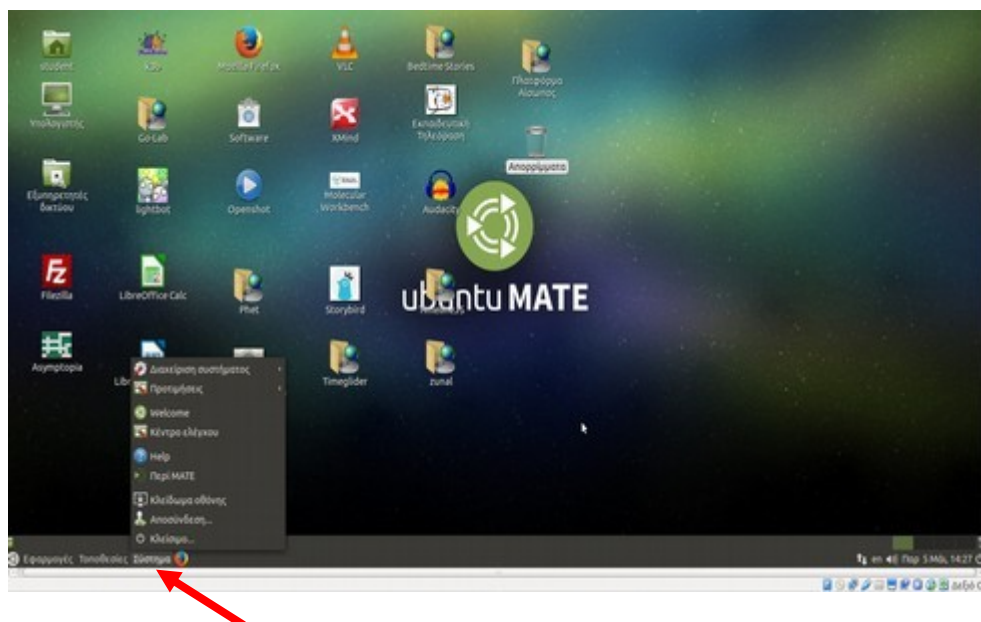 student
k3b
Mozilla Firefox
VLC
Bedtime Stories
Πλατφόρμα
Αίσωπος
Υπολογιστής
Go-Lab
Software
XMind
Εκπαιδευτική
Τηλεόραση
Απορρίμματα
Εξυπηρετητές
δικτύου
lightbot
Openshot
Molecular
Workbench
Audacity
Filezilla
LibreOffice Calc
Phet
Storybird
ubuntu MATE
Asymptopia
Timeglider
zunal
Διαχείριση συστήματος
Προτιμήσεις
Welcome
Κέντρο ελέγχου
Help
Περί MATE
Κλείδωμα οθόνης
Αποσύνδεση...
Κλείσιμο...
Εφαρμογές Τοποθεσίες Σύστημα
en Παρ 5 Μάι, 14:27